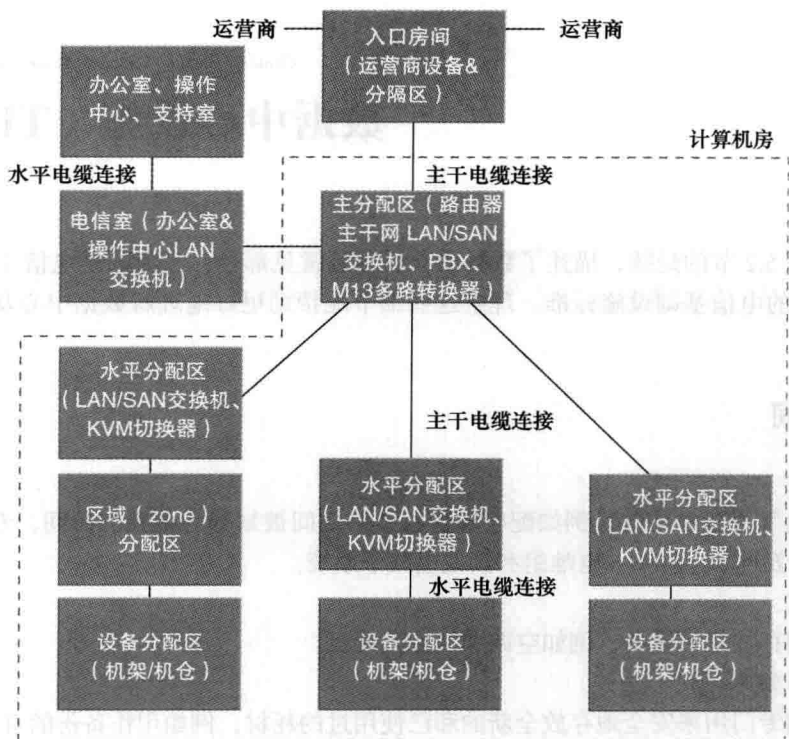 运营商
入口房间
（运营商设备&
分隔区）
运营商
办公室、操作
中心、支持室
计算机房
水平电缆连接
主干电缆连接
电信室（办公室&
操作中心LAN
交换机）
主分配区（路由器
主干网 LAN/SAN
交换机、PBX、
M13多路转换器）
水平分配区
（LAN/SAN交换机、
KVM切换器）
主干电缆连接
水平分配区
（LAN/SAN交换机、
KVM切换器）
水平分配区
（LAN/SAN交换机、
KVM切换器）
区域（zone）
分配区
水平电缆连接
设备分配区
（机架/机仓）
设备分配区
（机架/机仓）
设备分配区
（机架/机仓）